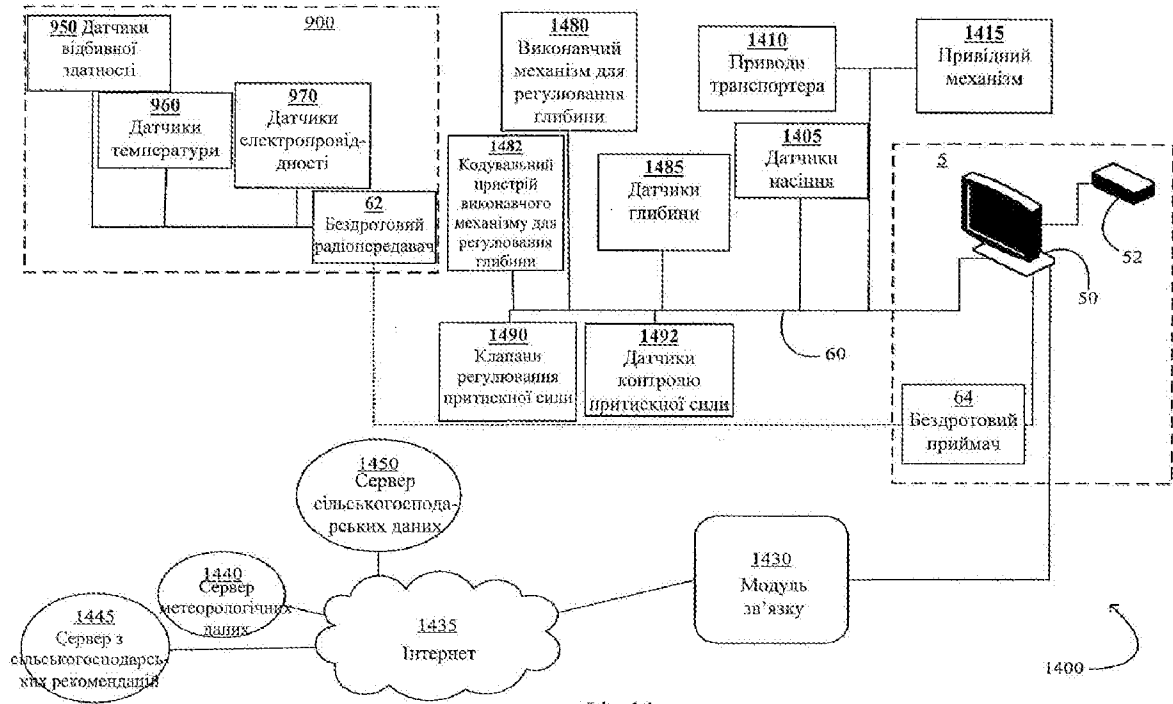 900
950 Датчики
відбивної
здатності
960
Датчики
температури
970
Датчики
електропровід-
дності
62
Бездротовий
радіопередавач
1480
Виконавчий
механізм для
регулювання
глибини
1482
Кодувальний
пристрій
виконавчого
механізму для
регулювання
глибини
1485
Датчики
глибини
1410
Приводи
транспортера
1405
Датчики
насіння
1415
Привідний
механізм
5
52
50
60
1490
Клапани
регулювання
притискної сили
1492
Датчики
контролю
притискної сили
64
Бездротовий
приймач
1450
Сервер
сільськогоспода-
рських даних
1440
Сервер
метеорологічних
даних
1445
Сервер з
сільськогосподарсь-
ких рекомендацій
1435
Інтернет
1430
Модуль
зв’язку
1400